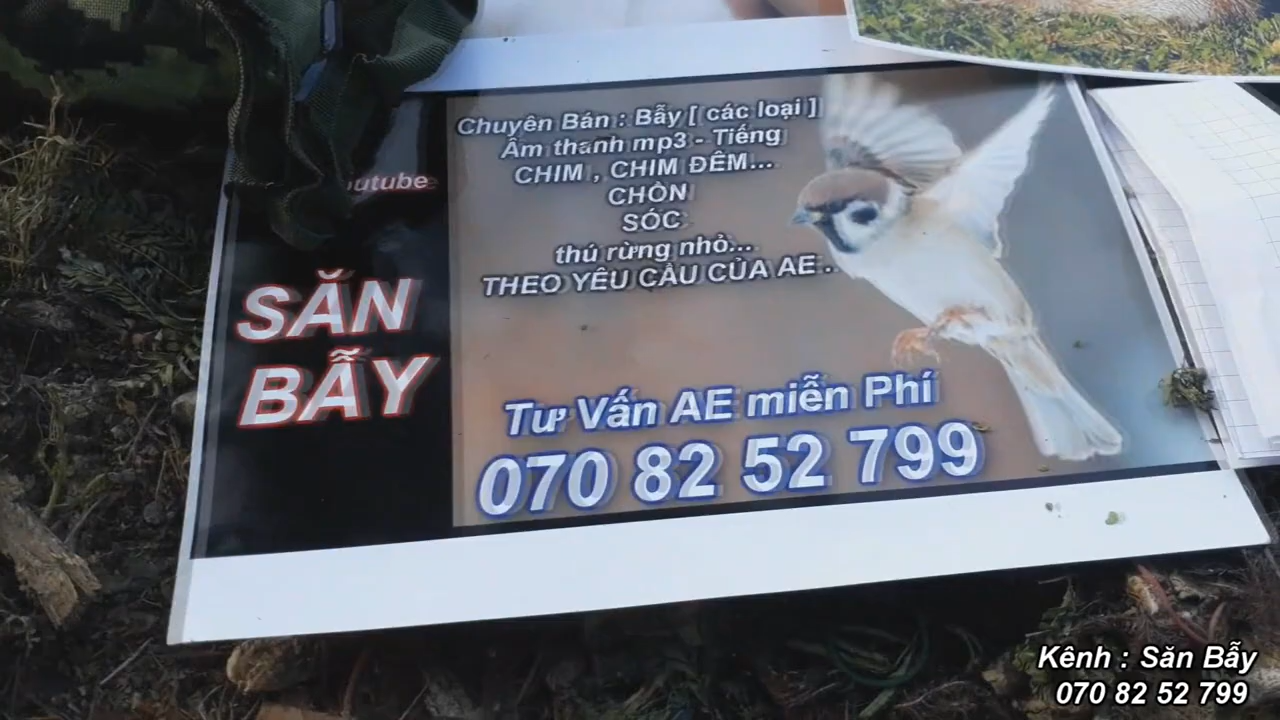 Chuyên Bán : Bẫy [ các loại ]
Âm thanh mp3 - Tiếng
CHIM , CHIM ĐÊM...
CHỒN
SÓC
thú rừng nhỏ...
THEO YÊU CẦU CỦA AE ..
utube
SĂN
BẪY
Tư Vấn AE miễn Phí
070 82 52 799
Kênh : Săn Bẫy
070 82 52 799